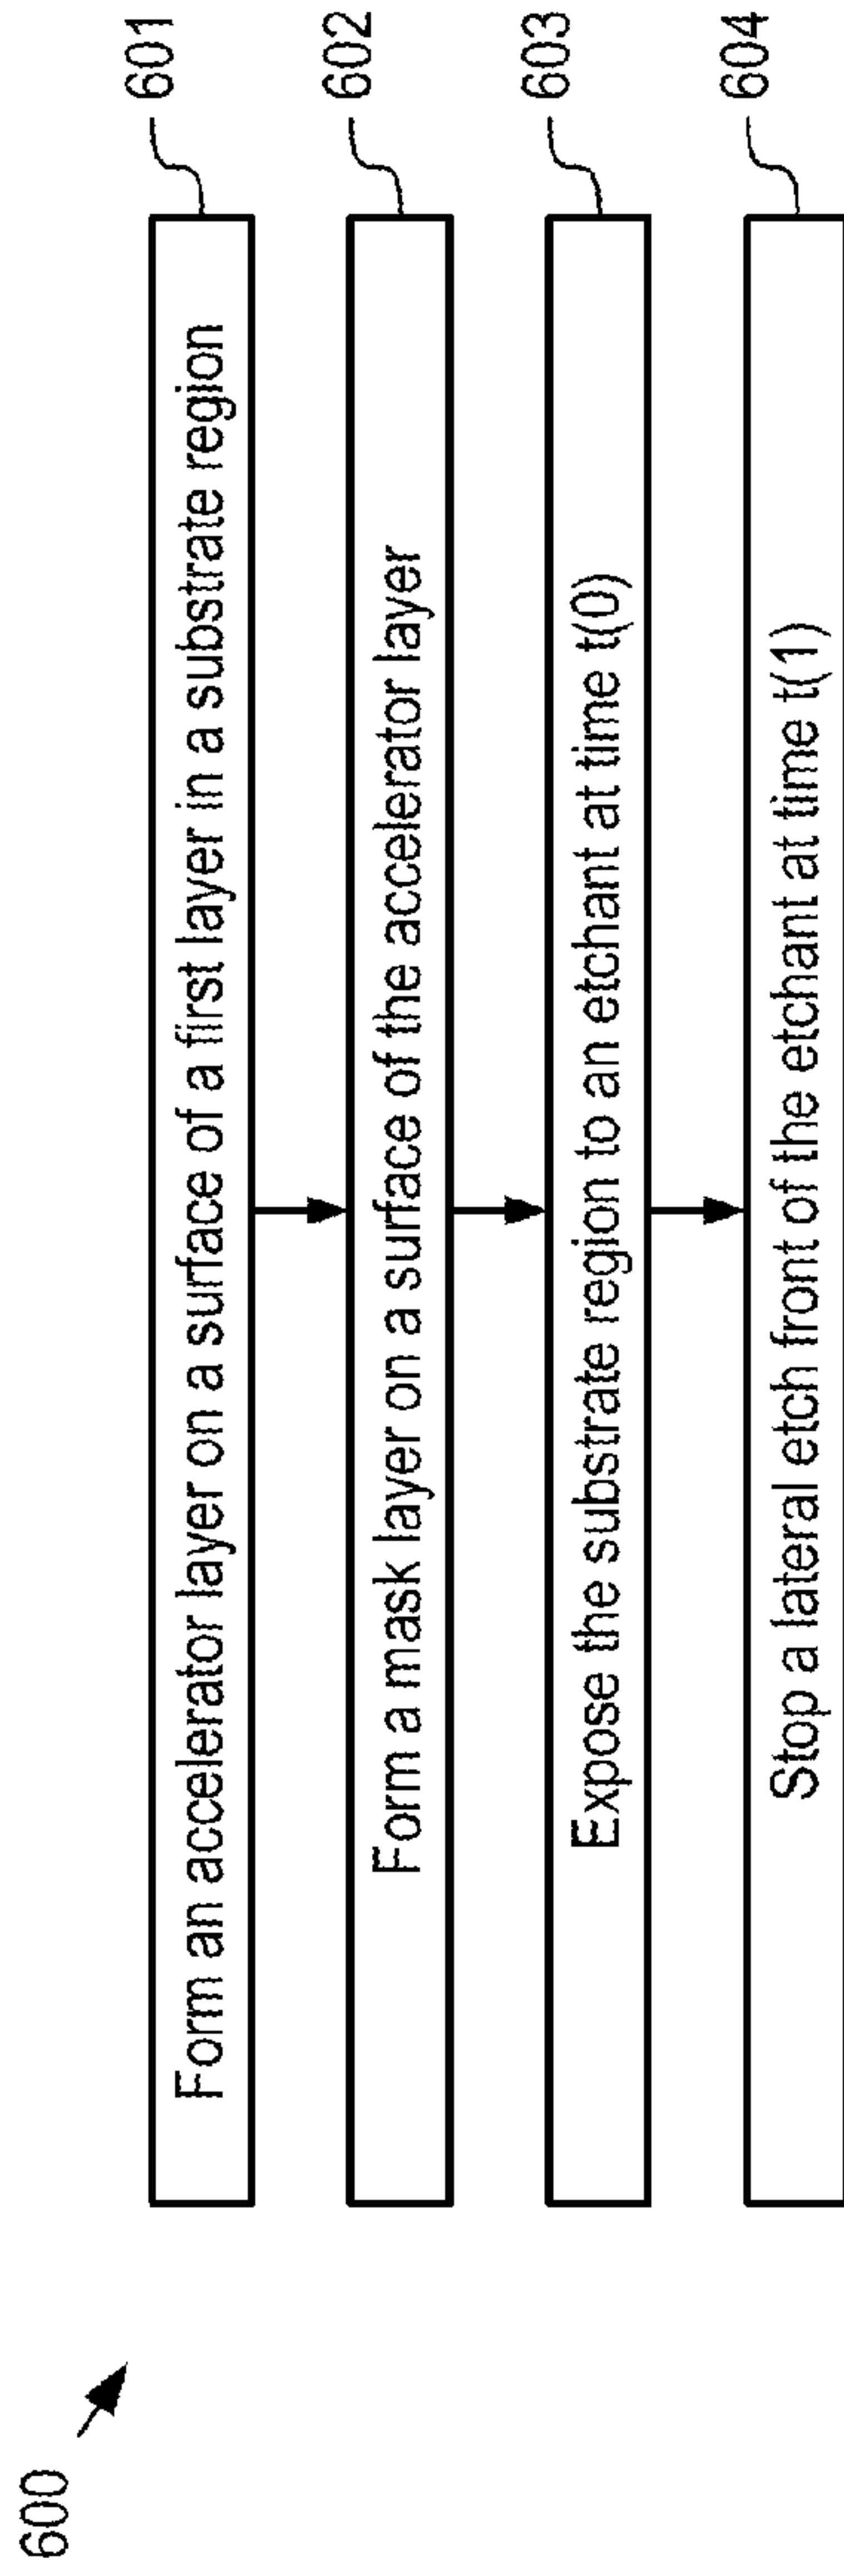 600
Form an accelerator layer on a surface of a first layer in a substrate region
601
Form a mask layer on a surface of the accelerator layer
602
Expose the substrate region to an etchant at time t(0)
603
Stop a lateral etch front of the etchant at time t(1)
604